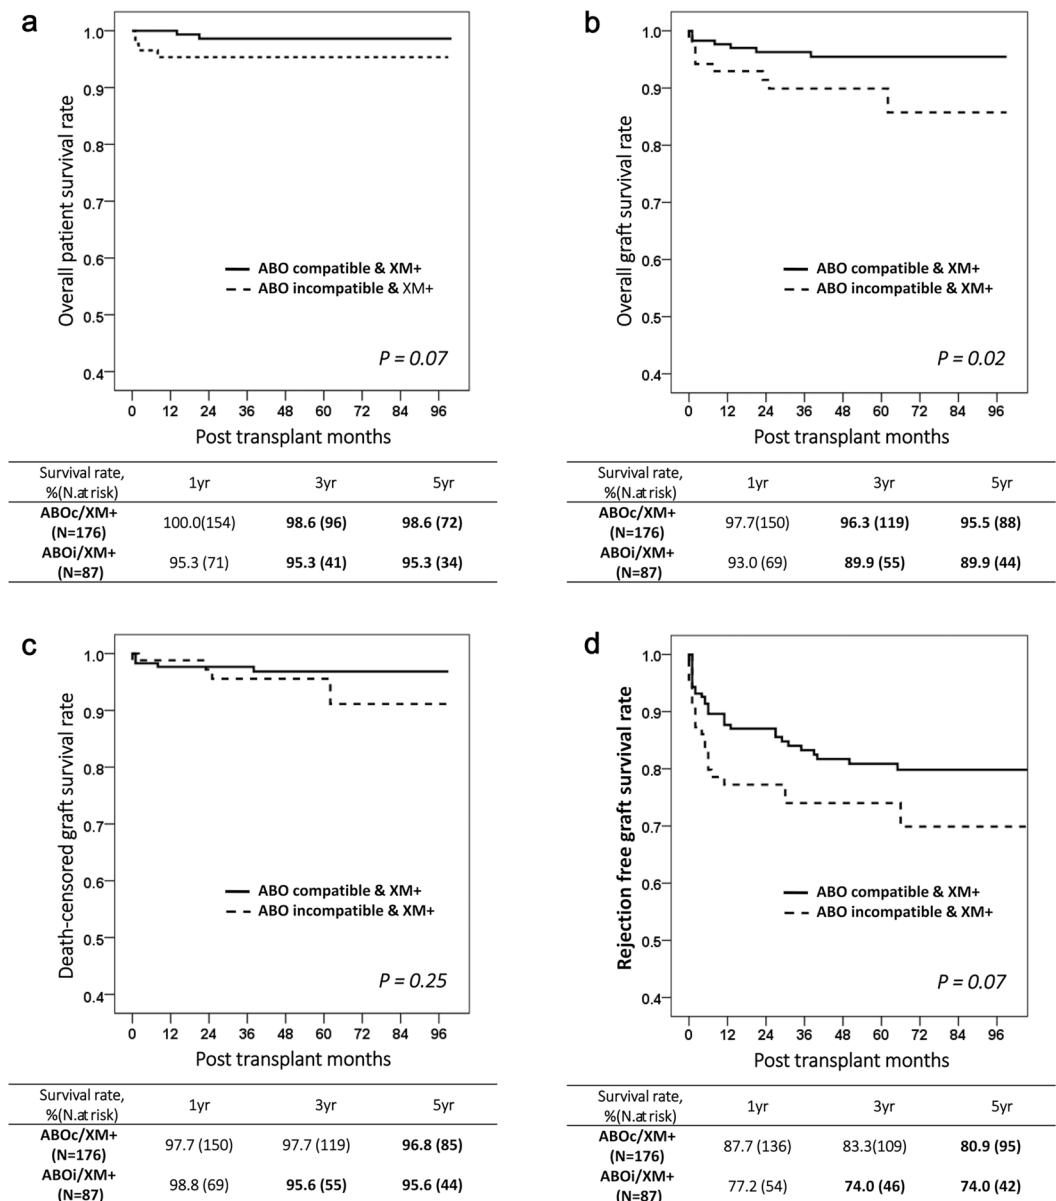 a
Overall patient survival rate
1.0
0.9
0.8
0.7
0.6
0.5
0.4
ABO compatible & XM+
ABO incompatible & XM+
P = 0.07
0 12 24 36 48 60 72 84 96
Post transplant months
Survival rate, %(N.at risk) 1yr 3yr 5yr
ABOc/XM+ (N=176) 100.0(154) 98.6 (96) 98.6 (72)
ABOi/XM+ (N=87) 95.3 (71) 95.3 (41) 95.3 (34)
b
Overall graft survival rate
1.0
0.9
0.8
0.7
0.6
0.5
0.4
ABO compatible & XM+
ABO incompatible & XM+
P = 0.02
0 12 24 36 48 60 72 84 96
Post transplant months
Survival rate, %(N.at risk) 1yr 3yr 5yr
ABOc/XM+ (N=176) 97.7(150) 96.3 (119) 95.5 (88)
ABOi/XM+ (N=87) 93.0 (69) 89.9 (55) 89.9 (44)
c
Death-censored graft survival rate
1.0
0.9
0.8
0.7
0.6
0.5
0.4
ABO compatible & XM+
ABO incompatible & XM+
P = 0.25
0 12 24 36 48 60 72 84 96
Post transplant months
Survival rate, %(N.at risk) 1yr 3yr 5yr
ABOc/XM+ (N=176) 97.7 (150) 97.7 (119) 96.8 (85)
ABOi/XM+ (N=87) 98.8 (69) 95.6 (55) 95.6 (44)
d
Rejection free graft survival rate
1.0
0.9
0.8
0.7
0.6
0.5
0.4
ABO compatible & XM+
ABO incompatible & XM+
P = 0.07
0 12 24 36 48 60 72 84 96
Post transplant months
Survival rate, %(N.at risk) 1yr 3yr 5yr
ABOc/XM+ (N=176) 87.7 (136) 83.3(109) 80.9 (95)
ABOi/XM+ (N=87) 77.2 (54) 74.0 (46) 74.0 (42)